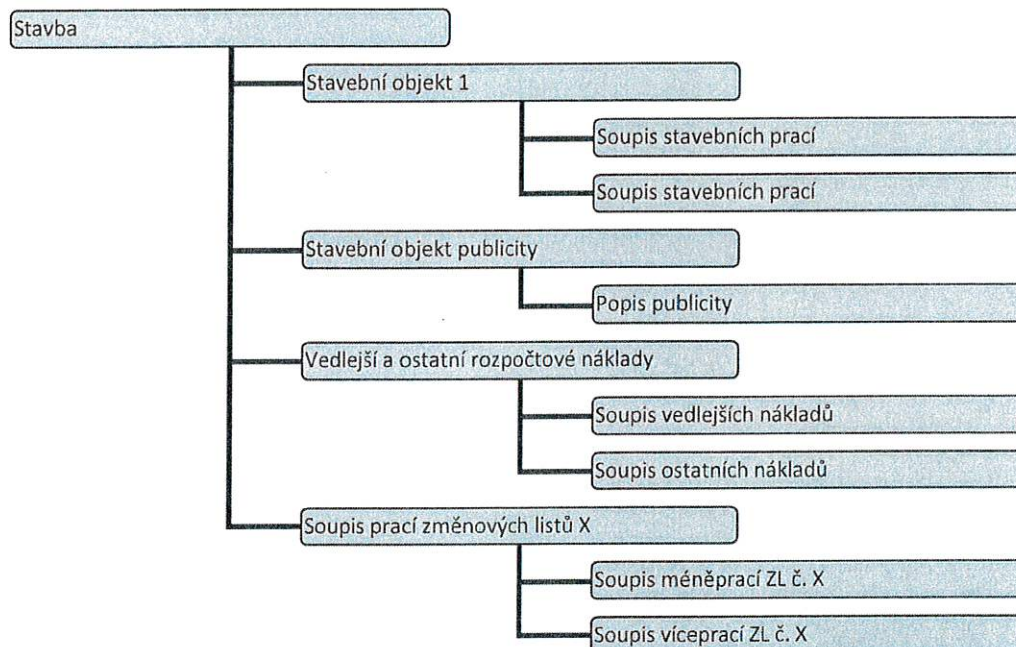 Stavba
Stavební objekt 1
Soupis stavebních prací
Soupis stavebních prací
Stavební objekt publicity
Popis publicity
Vedlejší a ostatní rozpočtové náklady
Soupis vedlejších nákladů
Soupis ostatních nákladů
Soupis prací změnových listů X
Soupis méněprací ZL č. X
Soupis víceprací ZL č. X